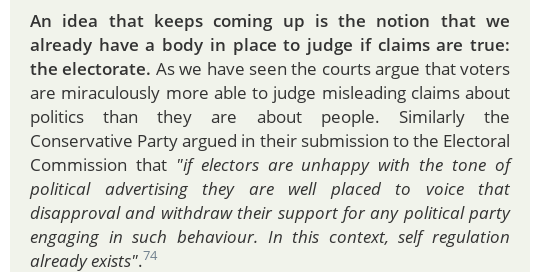 An idea that keeps coming up is the notion that we
already have a body in place to judge if claims are true:
the electorate. As we have seen the courts argue that voters
are miraculously more able to judge misleading claims about
politics than they are about people. Similarly the
Conservative Party argued in their submission to the Electoral
Commission that "if electors are unhappy with the tone of
political advertising they are well placed to voice that
disapproval and withdraw their support for any political party
engaging in such behaviour. In this context, self regulation
already exists".74